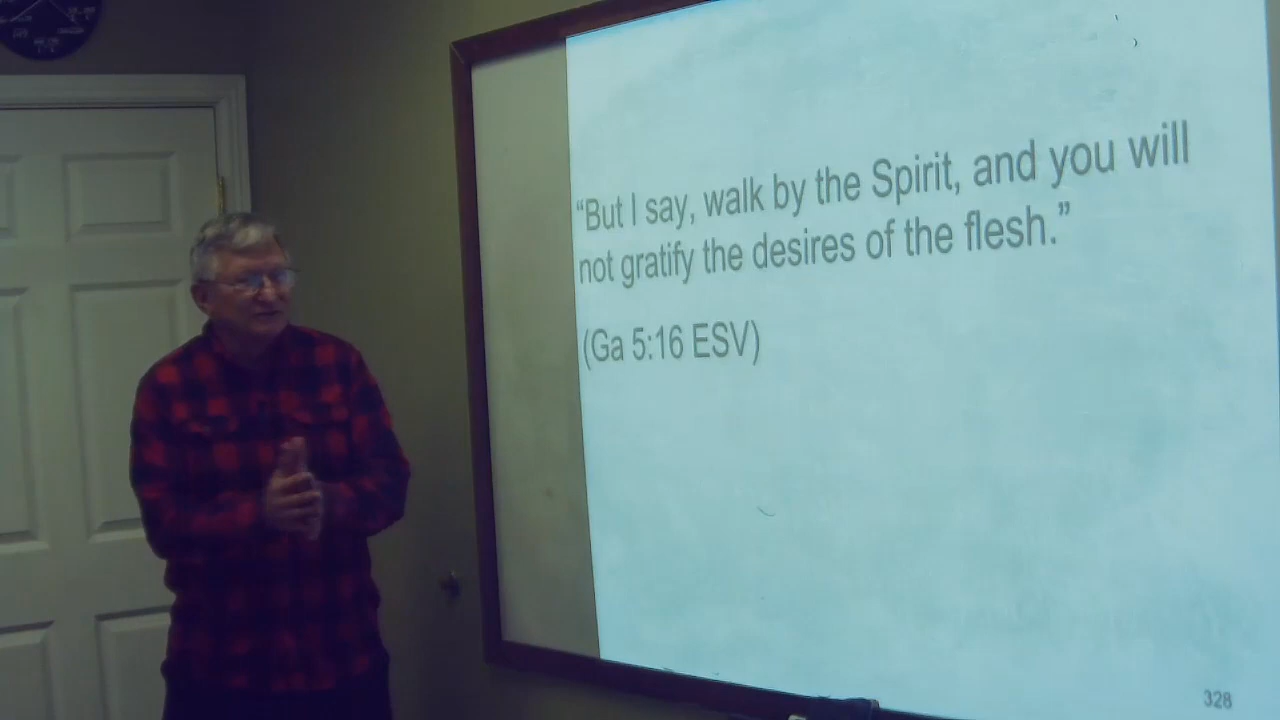 “But I say, walk by the Spirit, and you will
not gratify the desires of the flesh.”
(Ga 5:16 ESV)
328